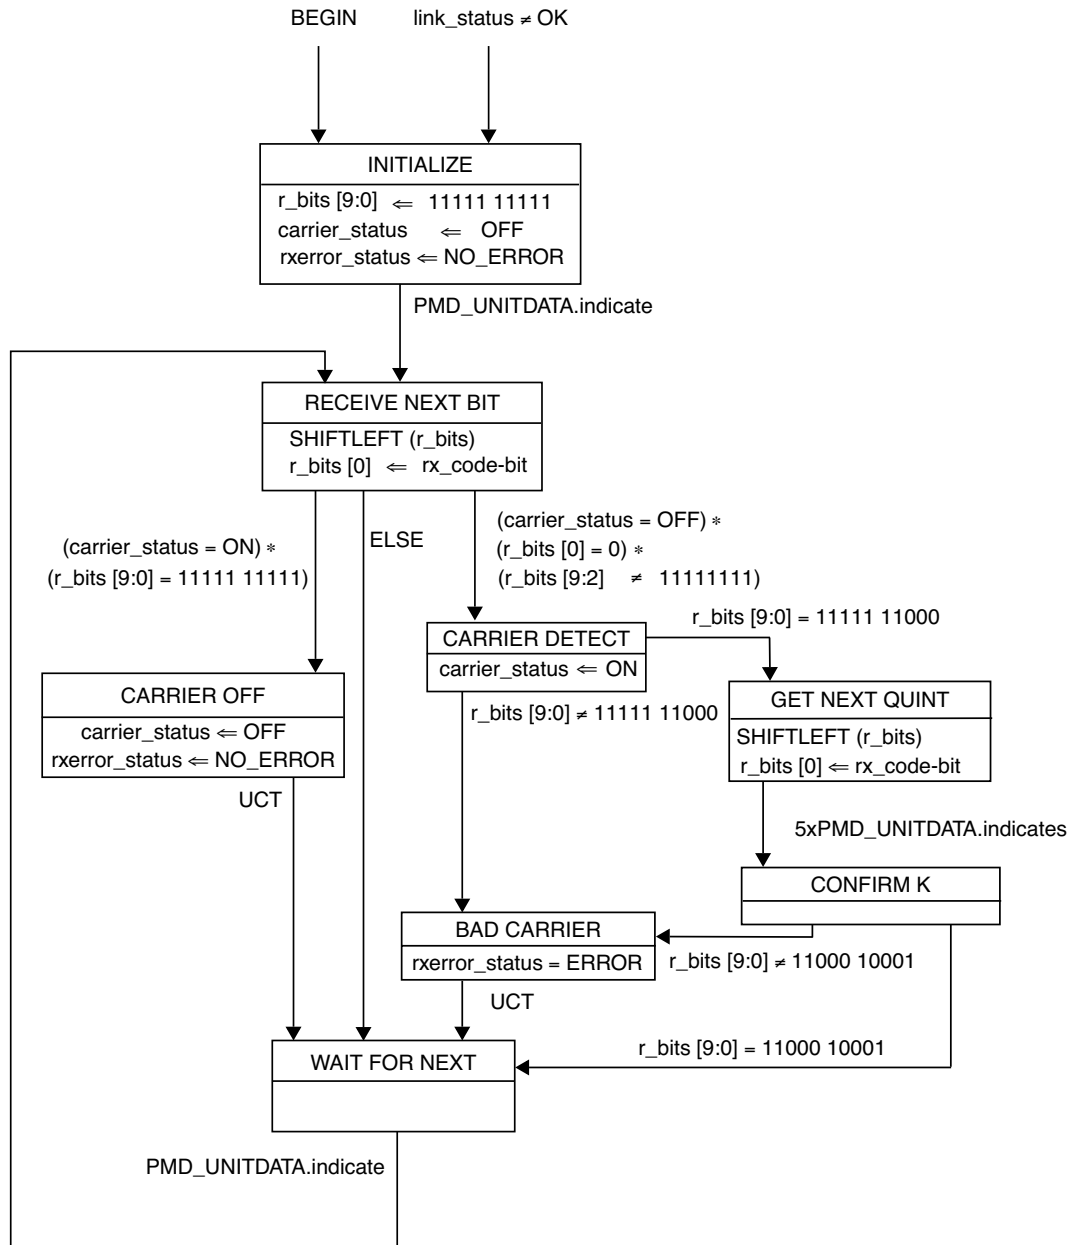 BEGIN
link_status ≠ OK
INITIALIZE
r_bits [9:0] ⇐ 11111 11111
carrier_status ⇐ OFF
rxerror_status ⇐ NO_ERROR
PMD_UNITDATA.indicate
RECEIVE NEXT BIT
SHIFTLEFT (r_bits)
r_bits [0] ⇐ rx_code-bit
(carrier_status = ON) *
(r_bits [9:0] = 11111 11111)
ELSE
(carrier_status = OFF) *
(r_bits [0] = 0) *
(r_bits [9:2] ≠ 11111111)
CARRIER DETECT
carrier_status ⇐ ON
r_bits [9:0] = 11111 11000
CARRIER OFF
carrier_status ⇐ OFF
rxerror_status ⇐ NO_ERROR
UCT
r_bits [9:0] ≠ 11111 11000
GET NEXT QUINT
SHIFTLEFT (r_bits)
r_bits [0] ⇐ rx_code-bit
5xPMD_UNITDATA.indicates
CONFIRM K
BAD CARRIER
rxerror_status = ERROR
r_bits [9:0] ≠ 11000 10001
UCT
r_bits [9:0] = 11000 10001
WAIT FOR NEXT
PMD_UNITDATA.indicate